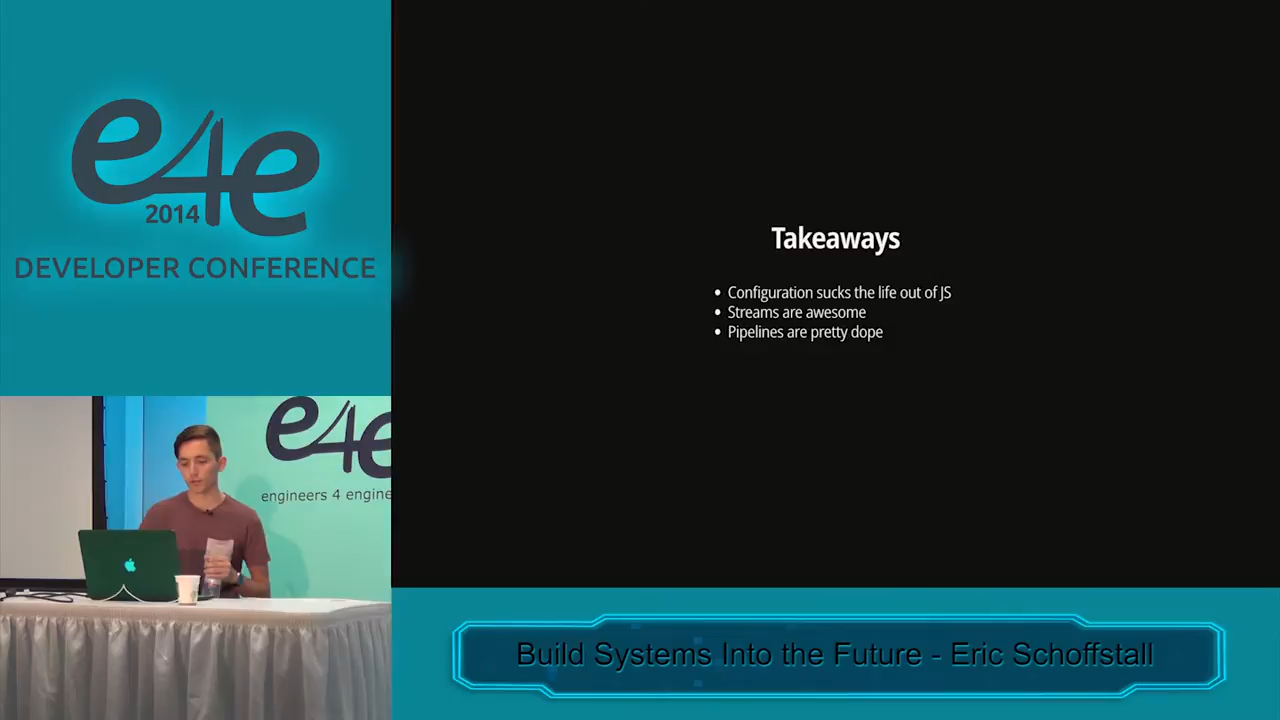 e4e
2014
DEVELOPER CONFERENCE
Takeaways
Configuration sucks the life out of JS
Streams are awesome
Pipelines are pretty dope
e4e
engineers 4 engine
Build Systems Into the Future - Eric Schoffstall